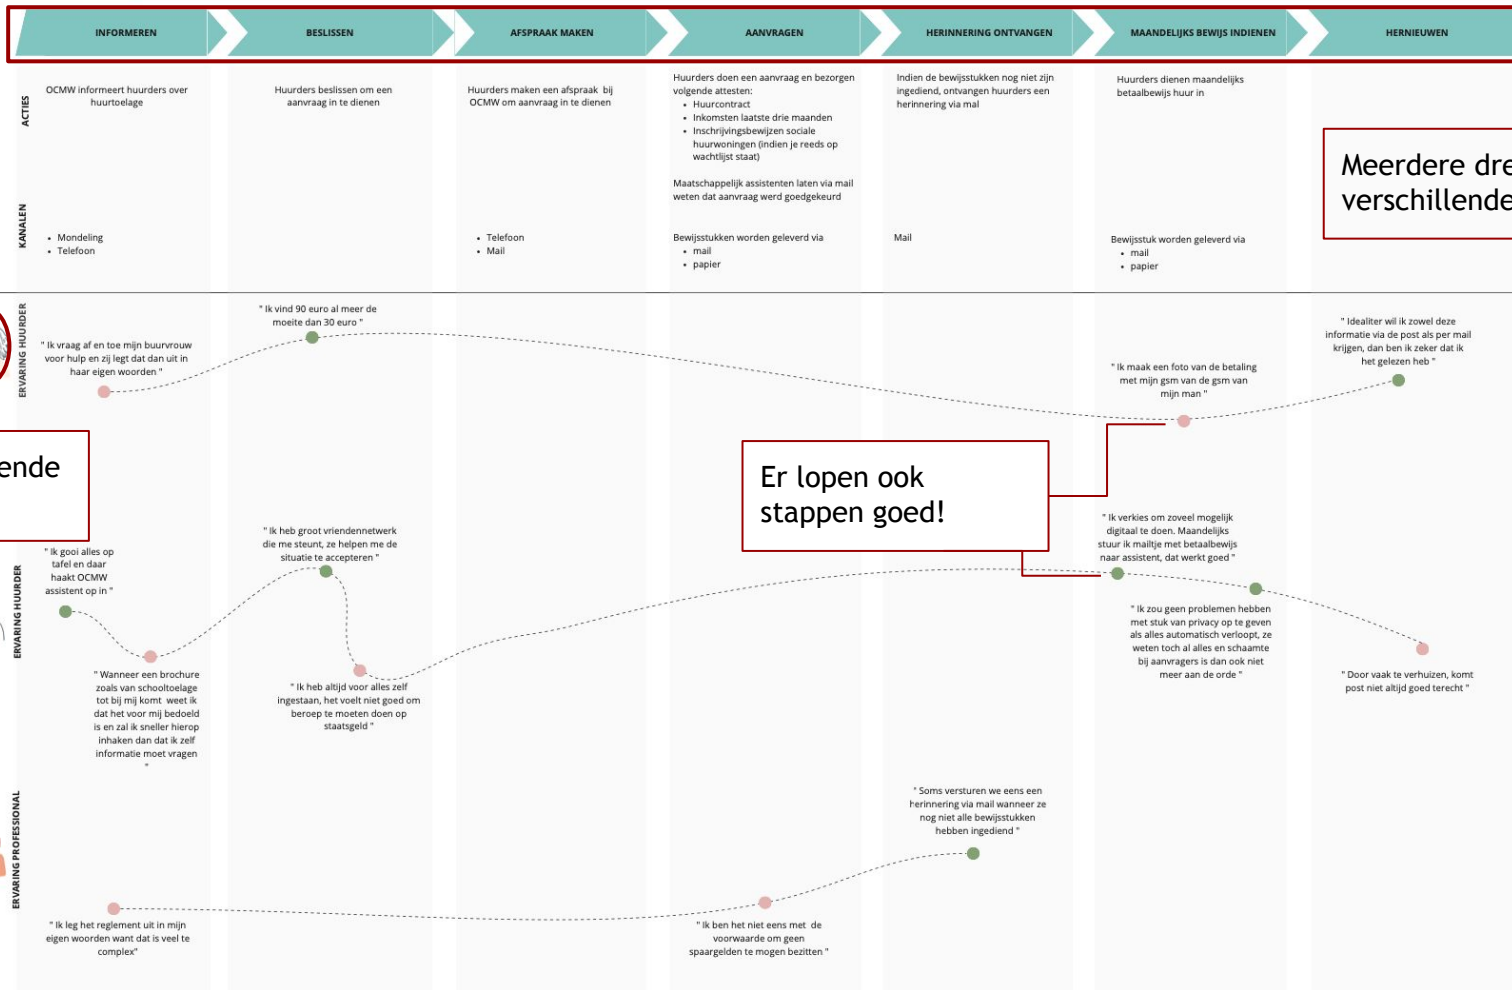 INFORMEREN
BESLISSEN
AFSPRAAK MAKEN
AANVRAGEN
HERINNERING ONTVANGEN
MAANDELIJKS BEWIJS INDIENEN
HERNIEUWEN
ACTIES
OCMW informeert huurders over
huurtoelage
Huurders beslissen om een
aanvraag in te dienen
Huurders maken een afspraak bij
OCMW om aanvraag in te dienen
Huurders doen een aanvraag en bezorgen
volgende attesten:
• Huurcontract
• Inkomsten laatste drie maanden
• Inschrijvingsbewijzen sociale
huurwoningen (indien je reeds op
wachtlijst staat)
Maatschappelijk assistenten laten via mail
weten dat aanvraag werd goedgekeurd
Indien de bewijsstukken nog niet zijn
ingediend, ontvangen huurders een
herinnering via mal
Huurders dienen maandelijks
betaalbewijs huur in
Meerdere dre
verschillende
KANALEN
• Mondeling
• Telefoon
• Telefoon
• Mail
Bewijsstukken worden geleverd via
• mail
• papier
Mail
Bewijsstuk worden geleverd via
• mail
• papier
ERVARING HUURDER
" Ik vraag af en toe mijn buurvrouw
voor hulp en zij legt dat dan uit in
haar eigen woorden "
" Ik vind 90 euro al meer de
moeite dan 30 euro "
" Ik maak een foto van de betaling
met mijn gsm van de gsm van
mijn man "
" Idealiter wil ik zowel deze
informatie via de post als per mail
krijgen, dan ben ik zeker dat ik
het gelezen heb "
ende
Er lopen ook
stappen goed!
ERVARING HUURDER
" Ik gooi alles op
tafel en daar
haakt OCMW
assistent op in "
" Wanneer een brochure
zoals van schooltoelage
tot bij mij komt weet ik
dat het voor mij bedoeld
is en zal ik sneller hierop
inhaken dan dat ik zelf
informatie moet vragen
"
" Ik heb groot vriendennetwerk
die me steunt, ze helpen me de
situatie te accepteren "
" Ik heb altijd voor alles zelf
ingestaan, het voelt niet goed om
beroep te moeten doen op
staatsgeld "
" Ik verkies om zoveel mogelijk
digitaal te doen. Maandelijks
stuur ik mailtje met betaalbewijs
naar assistent, dat werkt goed "
" Ik zou geen problemen hebben
met stuk van privacy op te geven
als alles automatisch verloopt, ze
weten toch al alles en schaamte
bij aanvragers is dan ook niet
meer aan de orde "
" Door vaak te verhuizen, komt
post niet altijd goed terecht "
ERVARING PROFESSIONAL
" Ik leg het reglement uit in mijn
eigen woorden want dat is veel te
complex"
" Ik ben het niet eens met de
voorwaarde om geen
spaargelden te mogen bezitten "
" Soms versturen we eens een
herinnering via mail wanneer ze
nog niet alle bewijsstukken
hebben ingediend "